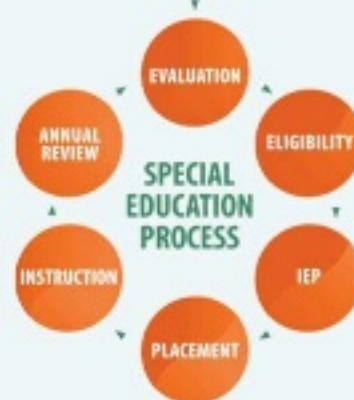 EVALUATION
ELIGIBILITY
IEP
PLACEMENT
INSTRUCTION
ANNUAL
REVIEW
SPECIAL
EDUCATION
PROCESS